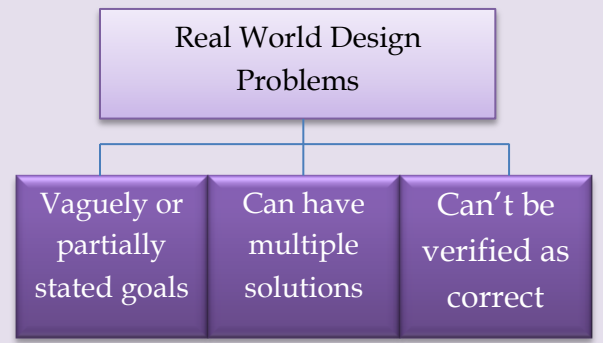 Real World Design
Problems
Vaguely or
partially
stated goals
Can have
multiple
solutions
Can’t be
verified as
correct